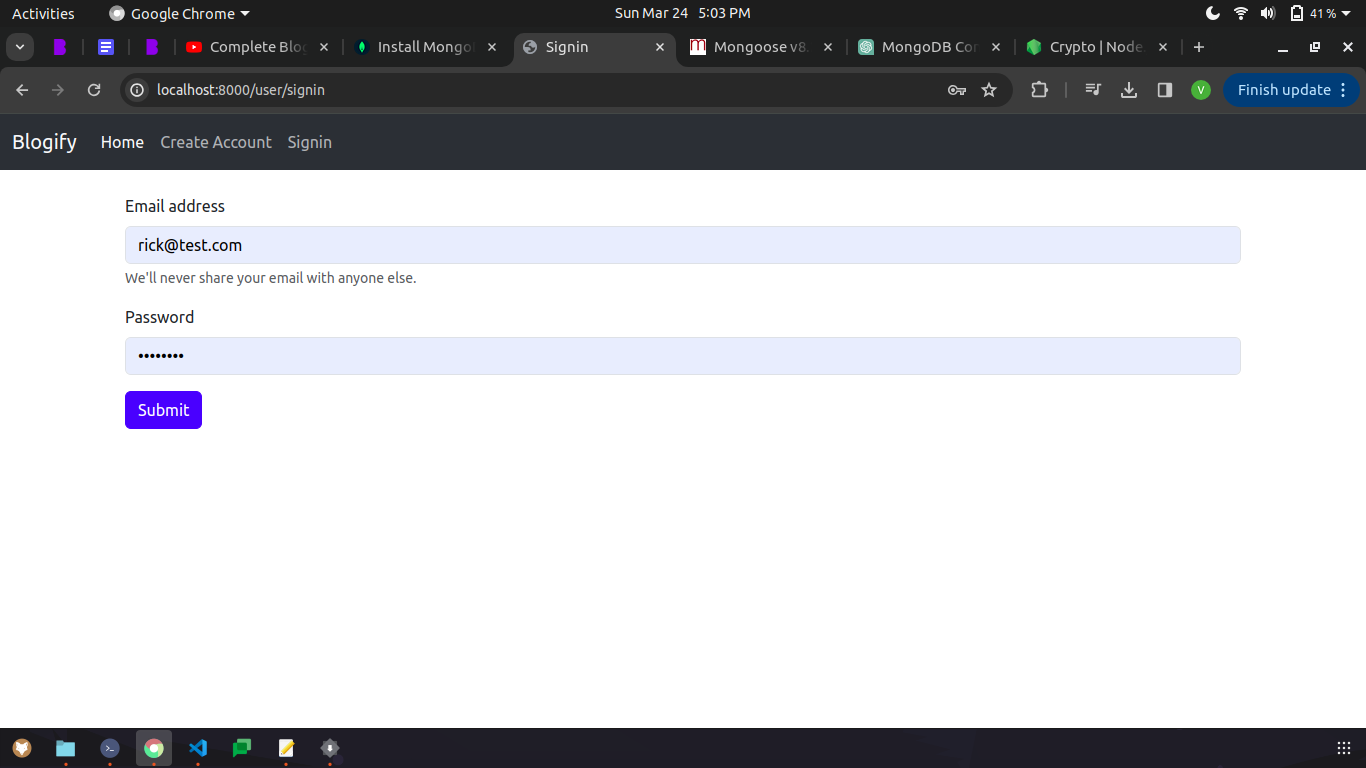 Activities Google Chrome Sun Mar 24 5:03 PM 41 %
Complete Blog Install Mongo Signin Mongoose v8. MongoDB Con Crypto | Node.
localhost:8000/user/signin V Finish update
Blogify Home Create Account Signin
Email address
rick@test.com
We'll never share your email with anyone else.
Password
••••••••
Submit